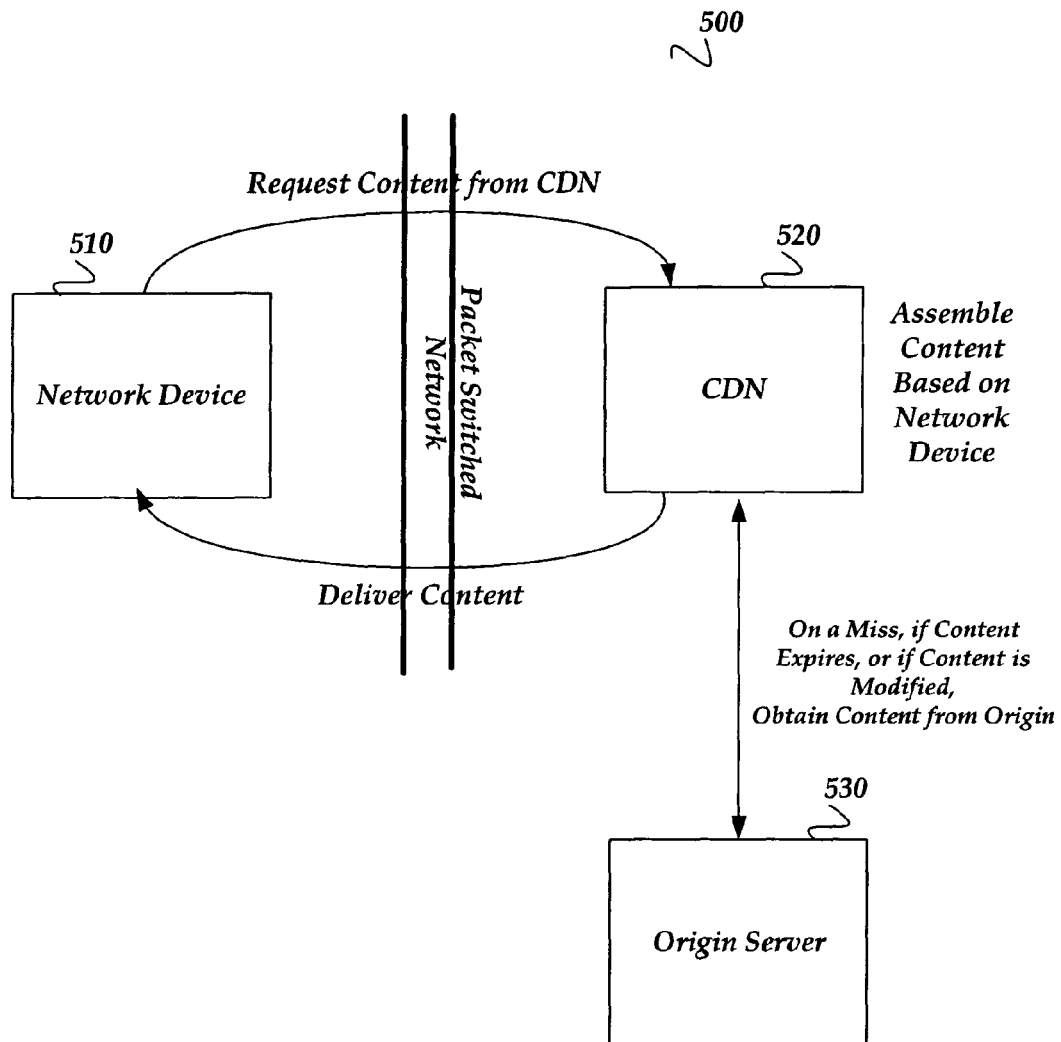 500
Request Content from CDN
510
520
Packet Switched
Network
Network Device
CDN
Assemble
Content
Based on
Network
Device
Deliver Content
On a Miss, if Content
Expires, or if Content is
Modified,
Obtain Content from Origin
530
Origin Server